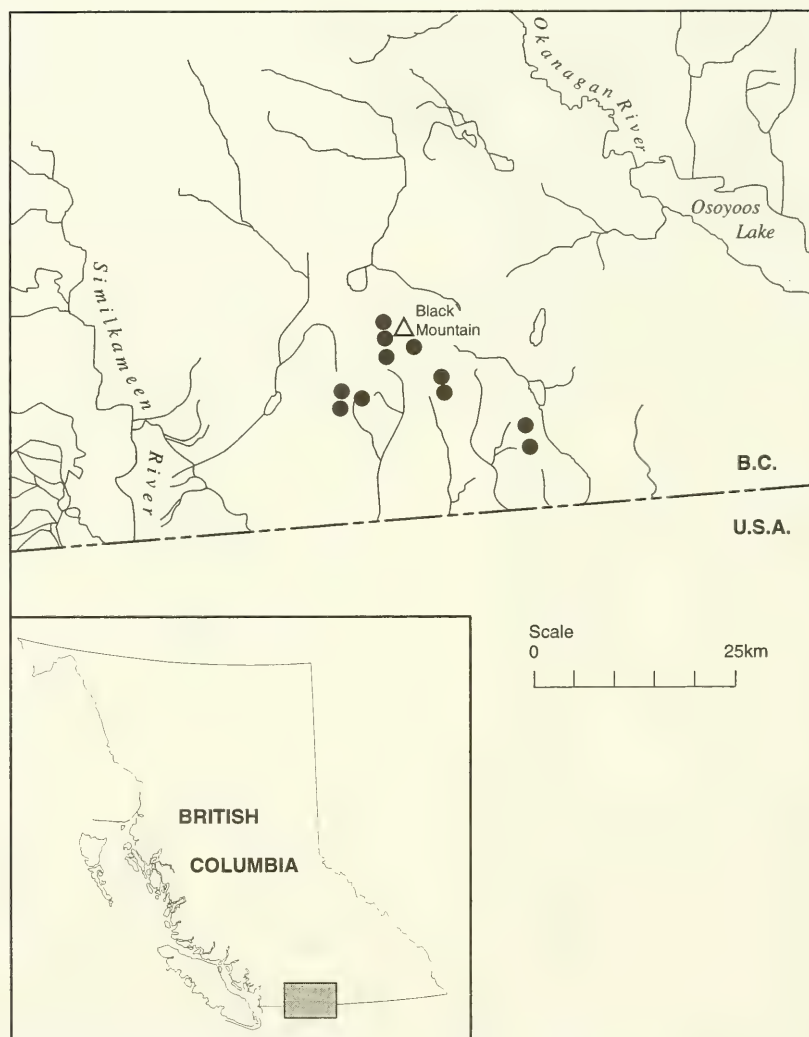 Okanagan River
Osoyoos
Lake
Similkameen
River
Black
Mountain
B.C.
U.S.A.
Scale
0 25km
BRITISH
COLUMBIA